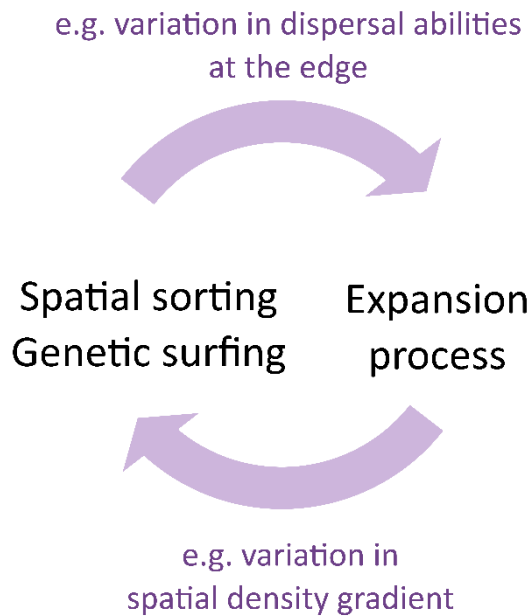 e.g. variation in dispersal abilities
at the edge
Spatial sorting
Genetic surfing
Expansion
process
e.g. variation in
spatial density gradient